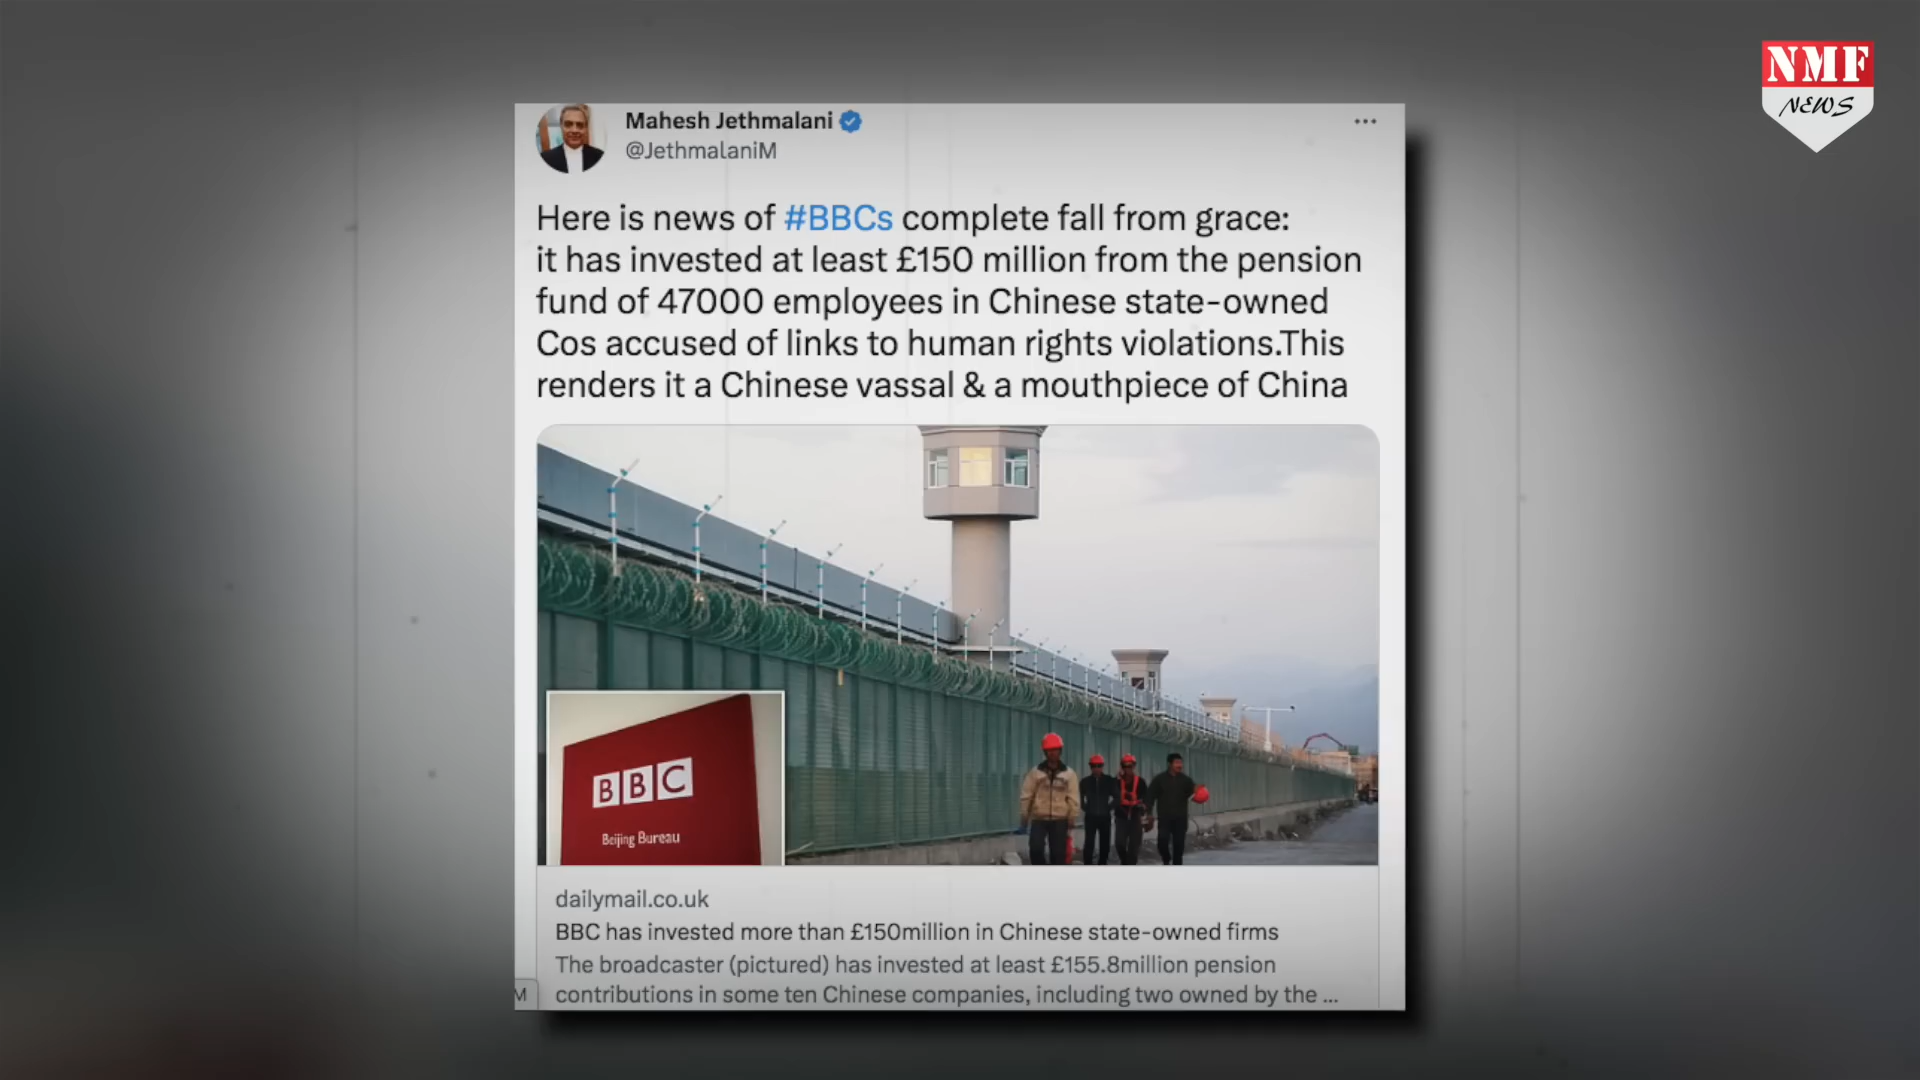 NMF
NEWS
Mahesh Jethmalani
@JethmalaniM
Here is news of #BBCs complete fall from grace:
it has invested at least £150 million from the pension
fund of 47000 employees in Chinese state-owned
Cos accused of links to human rights violations.This
renders it a Chinese vassal & a mouthpiece of China
BBC
Beijing Bureau
dailymail.co.uk
BBC has invested more than £150million in Chinese state-owned firms
The broadcaster (pictured) has invested at least £155.8million pension
M
contributions in some ten Chinese companies, including two owned by the ...